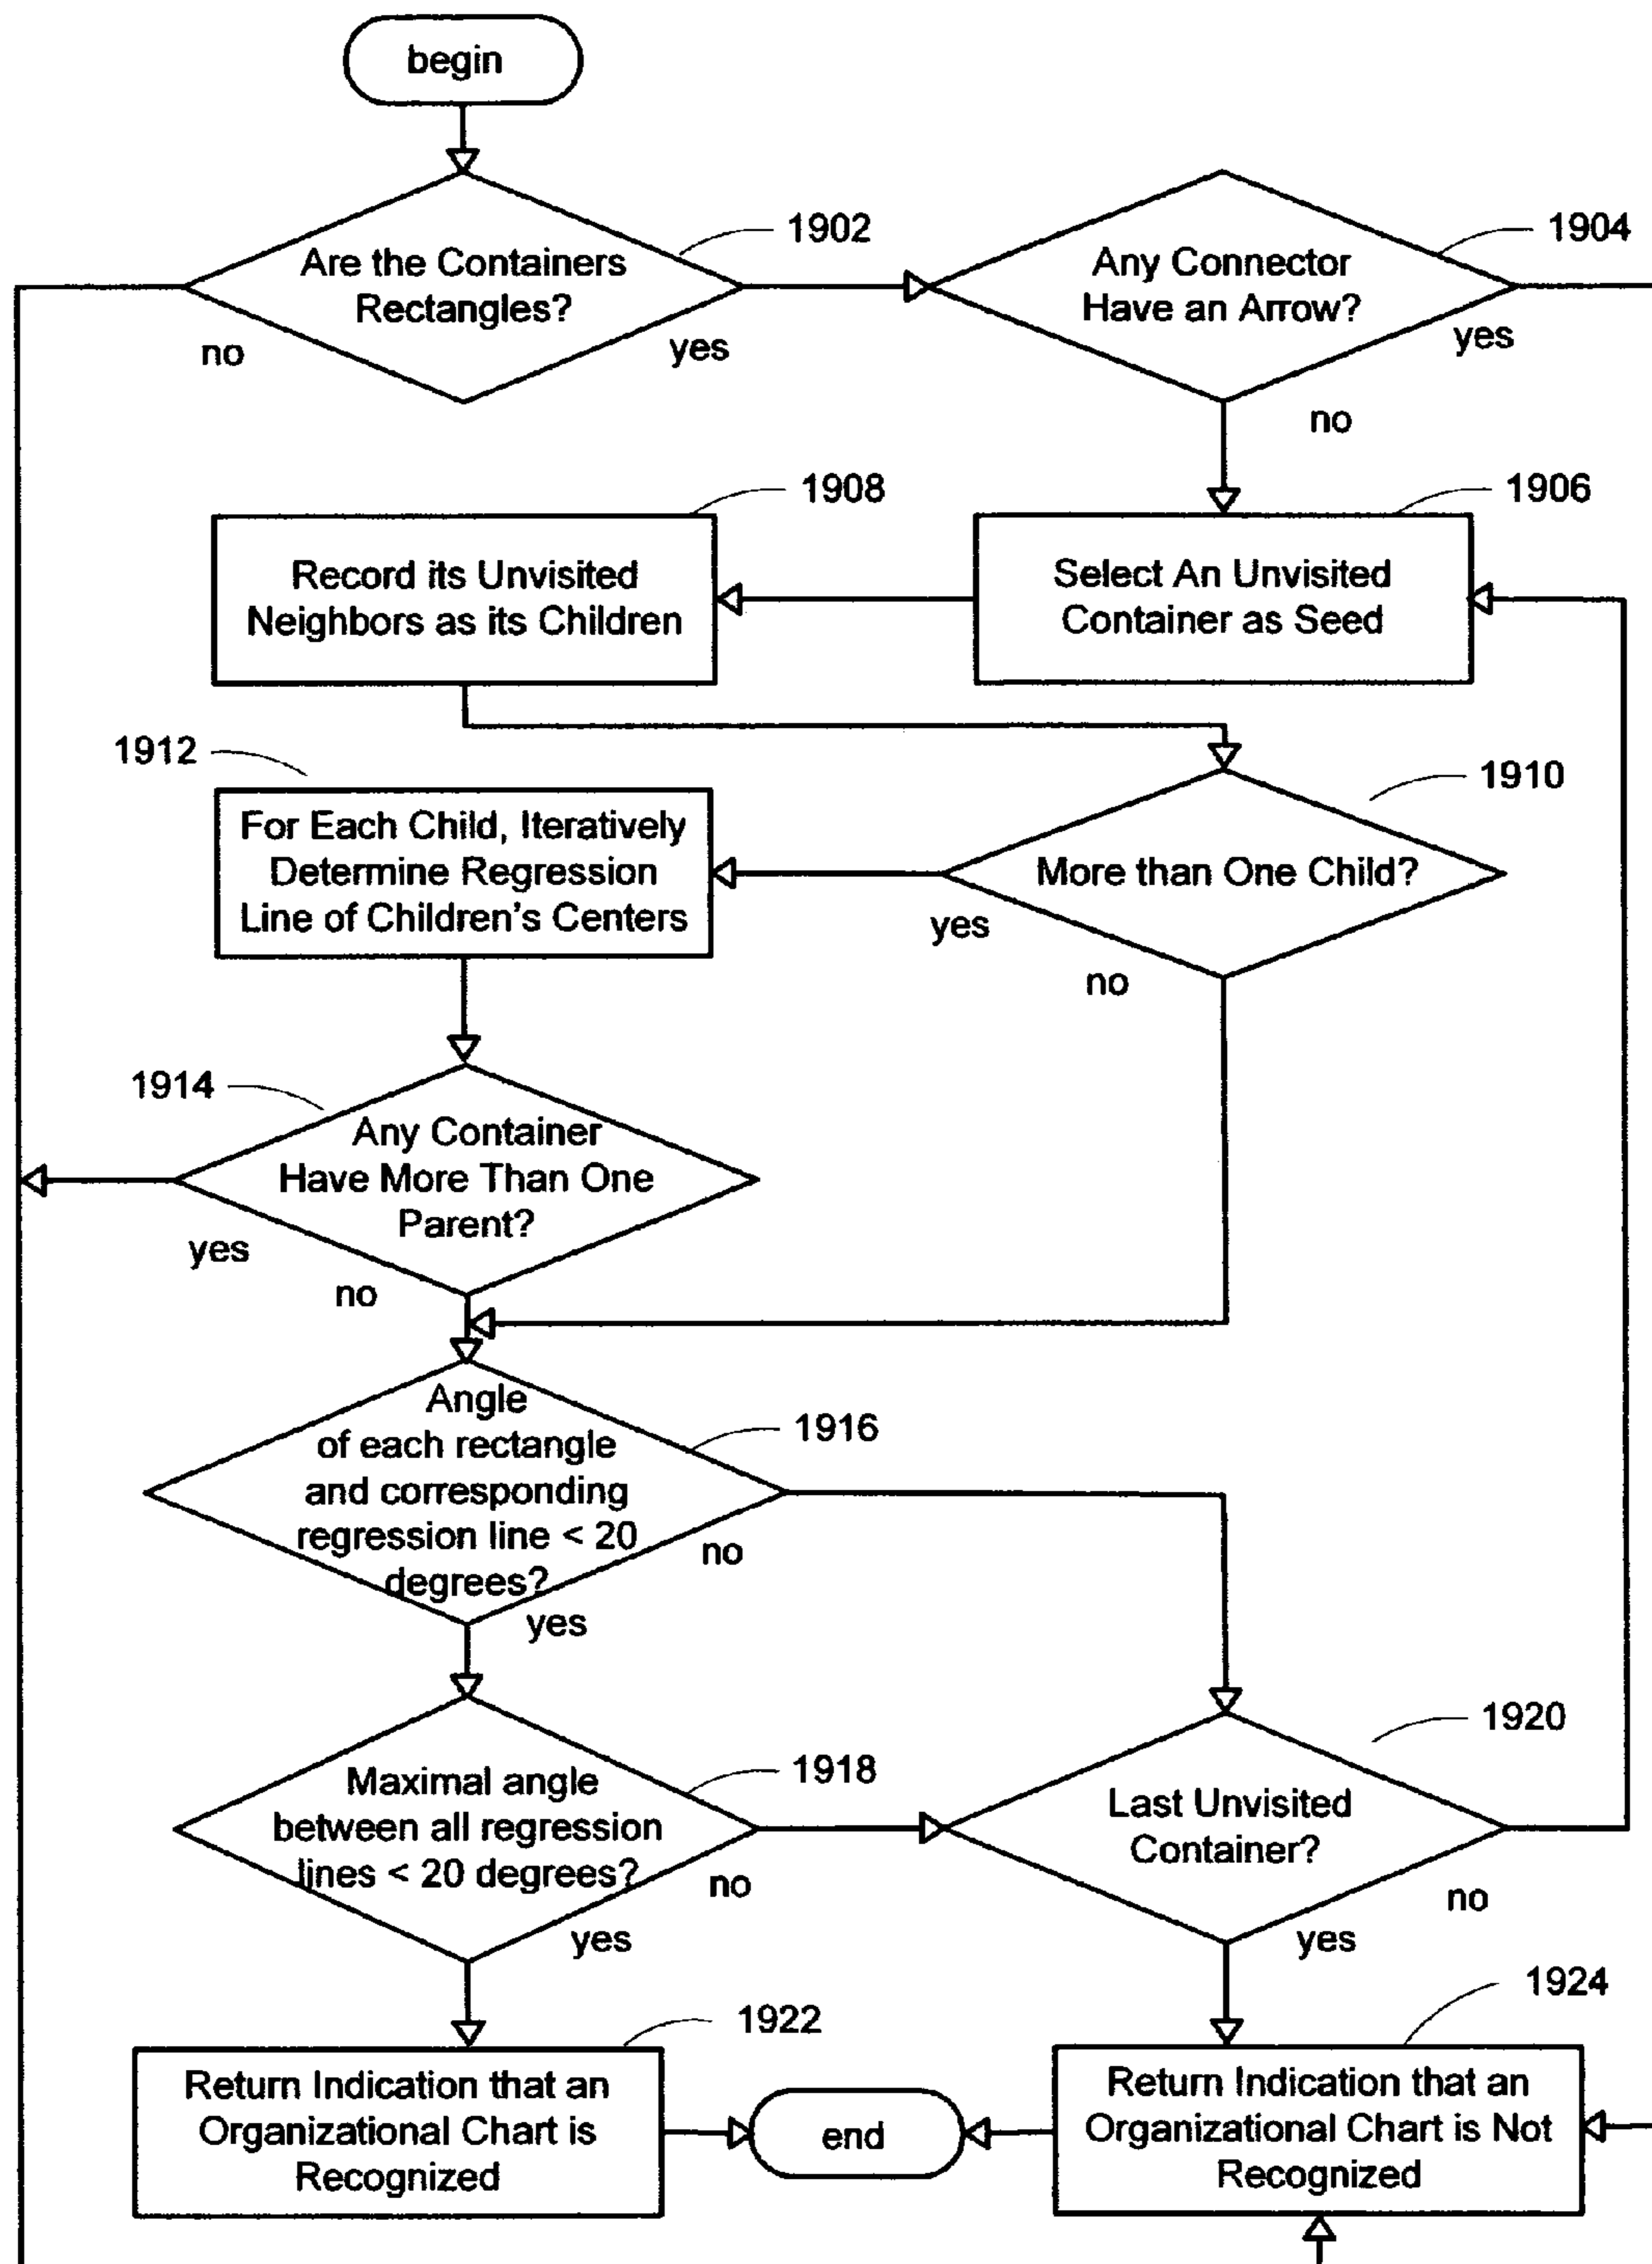 begin
1902
Are the Containers
Rectangles?
no
yes
1904
Any Connector
Have an Arrow?
yes
no
1908
Record its Unvisited
Neighbors as its Children
1906
Select An Unvisited
Container as Seed
1912
For Each Child, Iteratively
Determine Regression
Line of Children's Centers
1910
More than One Child?
yes
no
1914
Any Container
Have More Than One
Parent?
yes
no
1916
Angle
of each rectangle
and corresponding
regression line < 20
degrees?
no
yes
1918
Maximal angle
between all regression
lines < 20 degrees?
no
yes
1920
Last Unvisited
Container?
no
yes
1922
Return Indication that an
Organizational Chart is
Recognized
end
1924
Return Indication that an
Organizational Chart is Not
Recognized